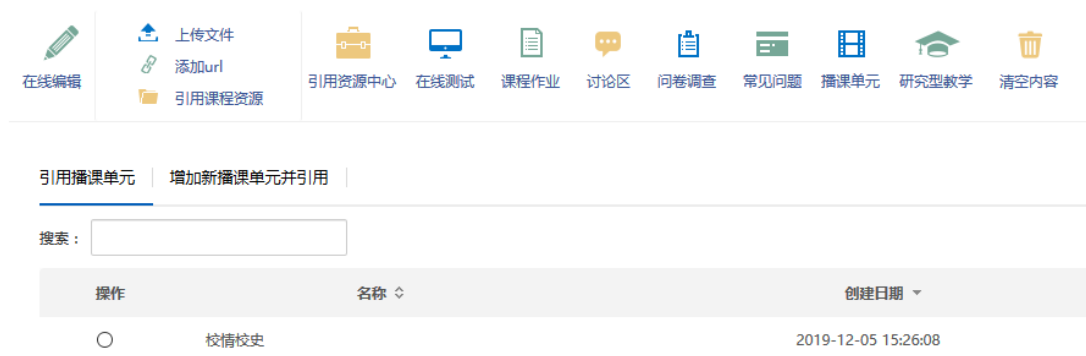 上传文件
添加url
引用课程资源
在线编辑 引用资源中心 在线测试 课程作业 讨论区 问卷调查 常见问题 播课单元 研究型教学 清空内容
引用播课单元 增加新播课单元并引用
搜索：
操作 名称 创建日期
校情校史 2019-12-05 15:26:08